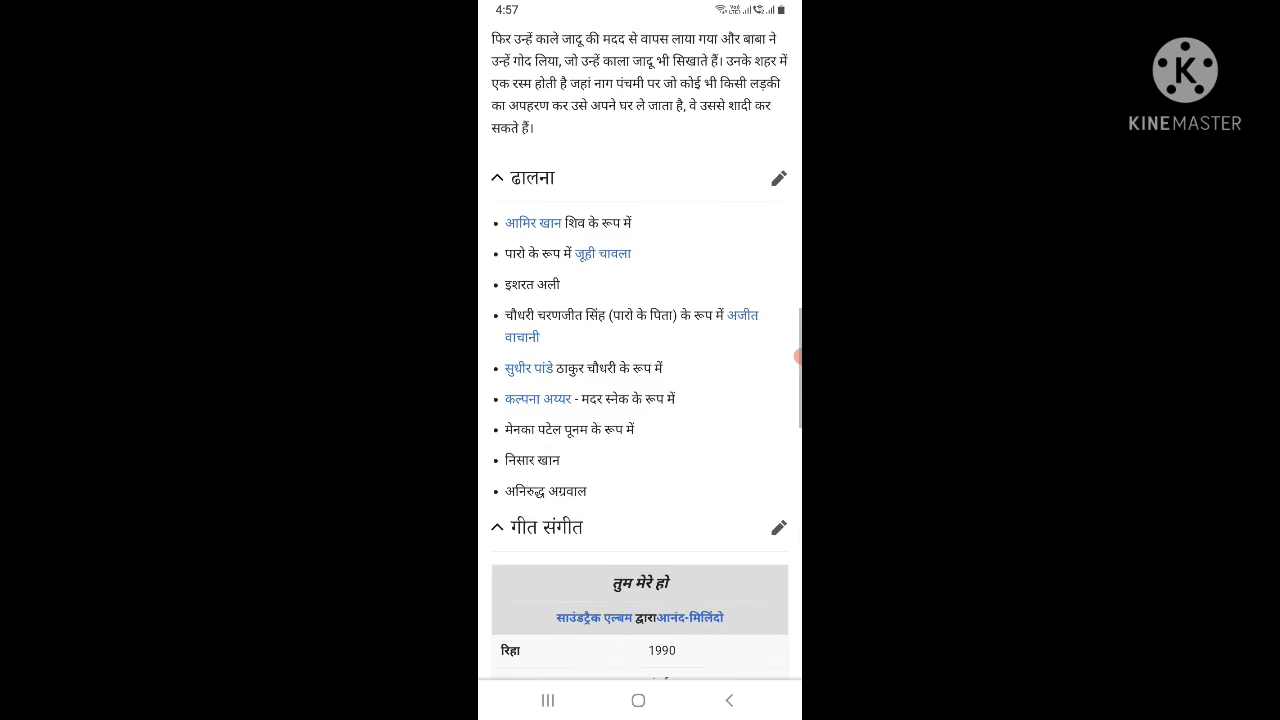 4:57
फिर उन्हें काले जादू की मदद से वापस लाया गया और बाबा ने
उन्हें गोद लिया, जो उन्हें काला जादू भी सिखाते हैं। उनके शहर में
एक रस्म होती है जहां नाग पंचमी पर जो कोई भी किसी लड़की
का अपहरण कर उसे अपने घर ले जाता है, वे उससे शादी कर
सकते हैं।
K
KINEMASTER
ढालना
आमिर खान शिव के रूप में
पारो के रूप में जूही चावला
इशरत अली
चौधरी चरणजीत सिंह (पारो के पिता) के रूप में अजीत
वाचानी
सुधीर पांडे ठाकुर चौधरी के रूप में
कल्पना अय्यर - मदर स्नेक के रूप में
मेनका पटेल पूनम के रूप में
निसार खान
अनिरुद्ध अग्रवाल
गीत संगीत
तुम मेरे हो
साउंडट्रैक एल्बम द्वाराआनंद-मिलिंदो
रिहा 1990